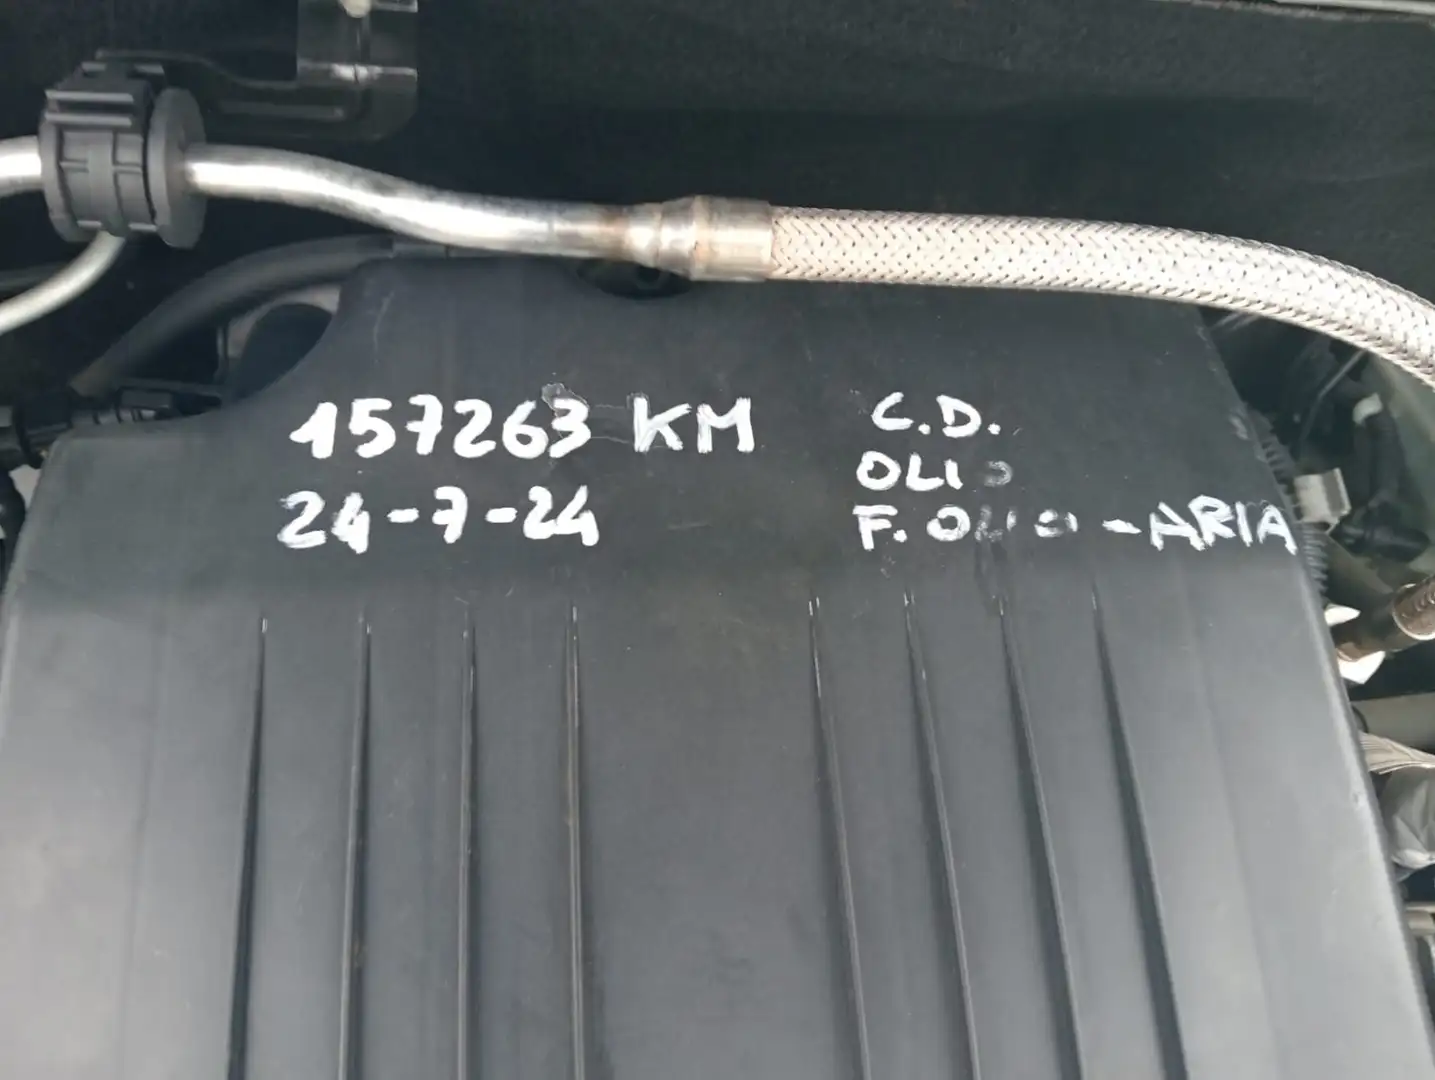 157263 KM
24-7-24
C.D.
OLIO
F. OLIO - ARIA